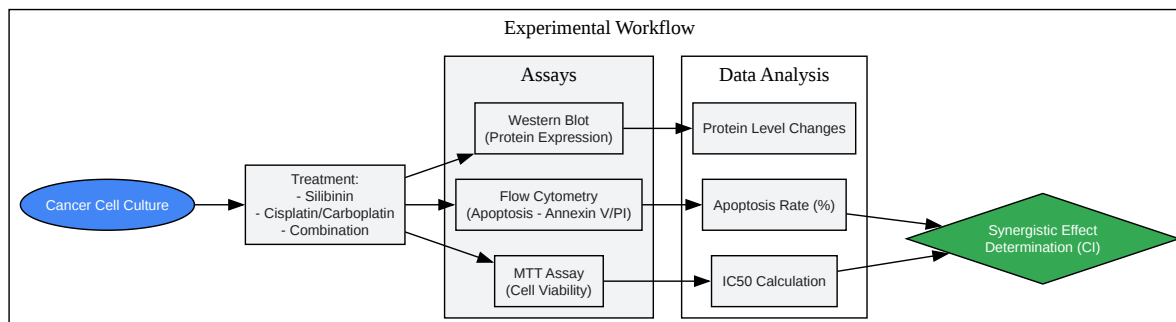 Experimental Workflow
Assays
Data Analysis
Western Blot
(Protein Expression)
Protein Level Changes
Cancer Cell Culture
Treatment:
- Silibinin
- Cisplatin/Carboplatin
- Combination
Flow Cytometry
(Apoptosis - Annexin V/PI)
Apoptosis Rate (%)
MTT Assay
(Cell Viability)
IC50 Calculation
Synergistic Effect
Determination (CI)